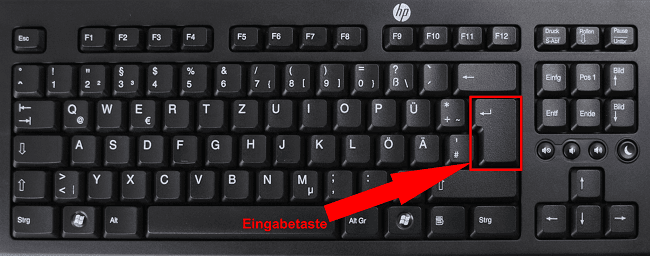 hp
Esc F1 F2 F3 F4 F5 F6 F7 F8 F9 F10 F11 F12 Druck S-Abf Rollen Pause Untbr
° ! " § $ % & / ( ) = ? `
^ 1 2 ² 3 ³ 4 5 6 7 { 8 [ 9 ] 0 } ß \ ´ ← Einfg Pos 1 Bild ↑
Q @ W E € R T Z U I O P Ü * + ~ ↵ Entf Ende Bild ↓
A S D F G H J K L Ö Ä ' #
⇧ > < | Y X C V B N M µ ; , : . ⇧ ↑
Strg Alt Alt Gr Strg ← ↓ →
Eingabetaste